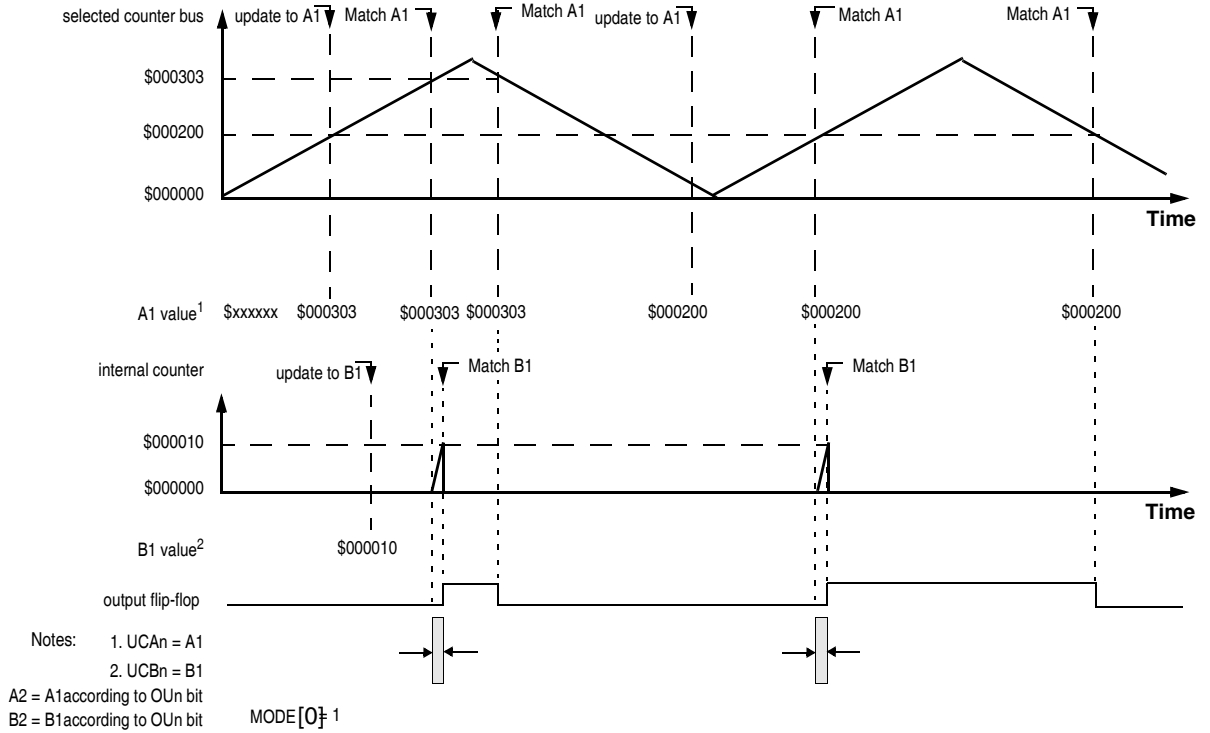 selected counter bus update to A1 Match A1 Match A1 update to A1 Match A1 Match A1
$000303
$000200
$000000
Time
A1 value1 $xxxxxx $000303 $000303 $000303 $000200 $000200 $000200
internal counter update to B1 Match B1 Match B1
$000010
$000000
Time
B1 value2 $000010
output flip-flop
Notes: 1. UCAn = A1
2. UCBn = B1
A2 = A1according to OUn bit
B2 = B1according to OUn bit MODE[0]= 1